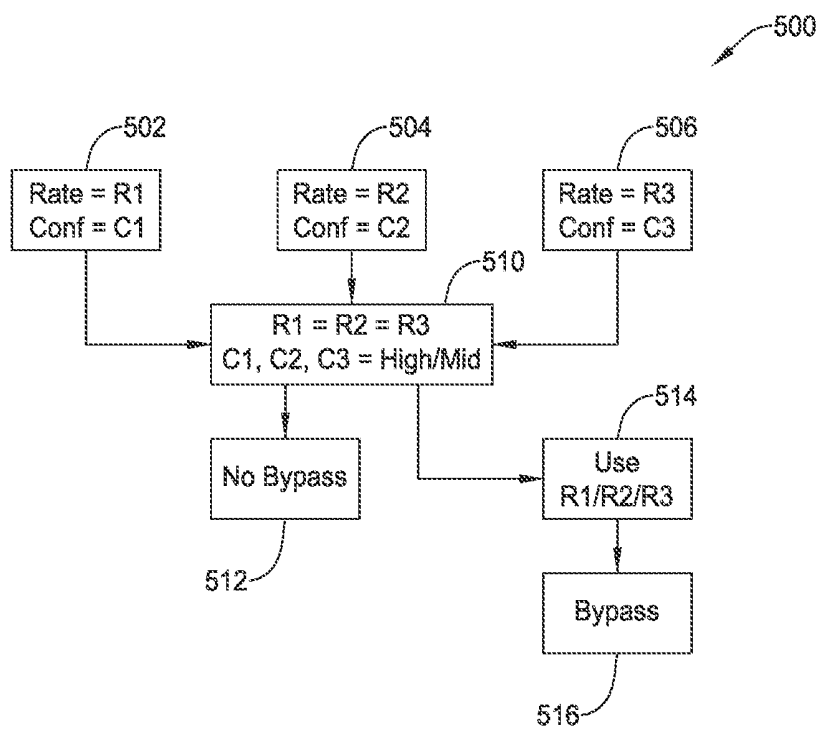 500
502
504
506
Rate = R1
Conf = C1
Rate = R2
Conf = C2
Rate = R3
Conf = C3
510
R1 = R2 = R3
C1, C2, C3 = High/Mid
514
No Bypass
Use
R1/R2/R3
512
Bypass
516